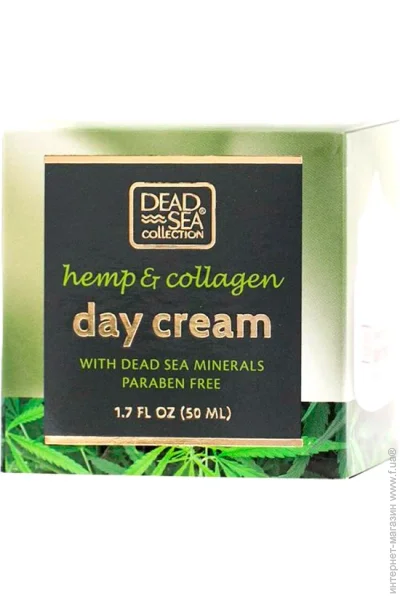 DEAD
SEA®
COLLECTION
hemp & collagen
day cream
WITH DEAD SEA MINERALS
PARABEN FREE
1.7 FL OZ (50 ML)
интернет-магазин www.f.ua®